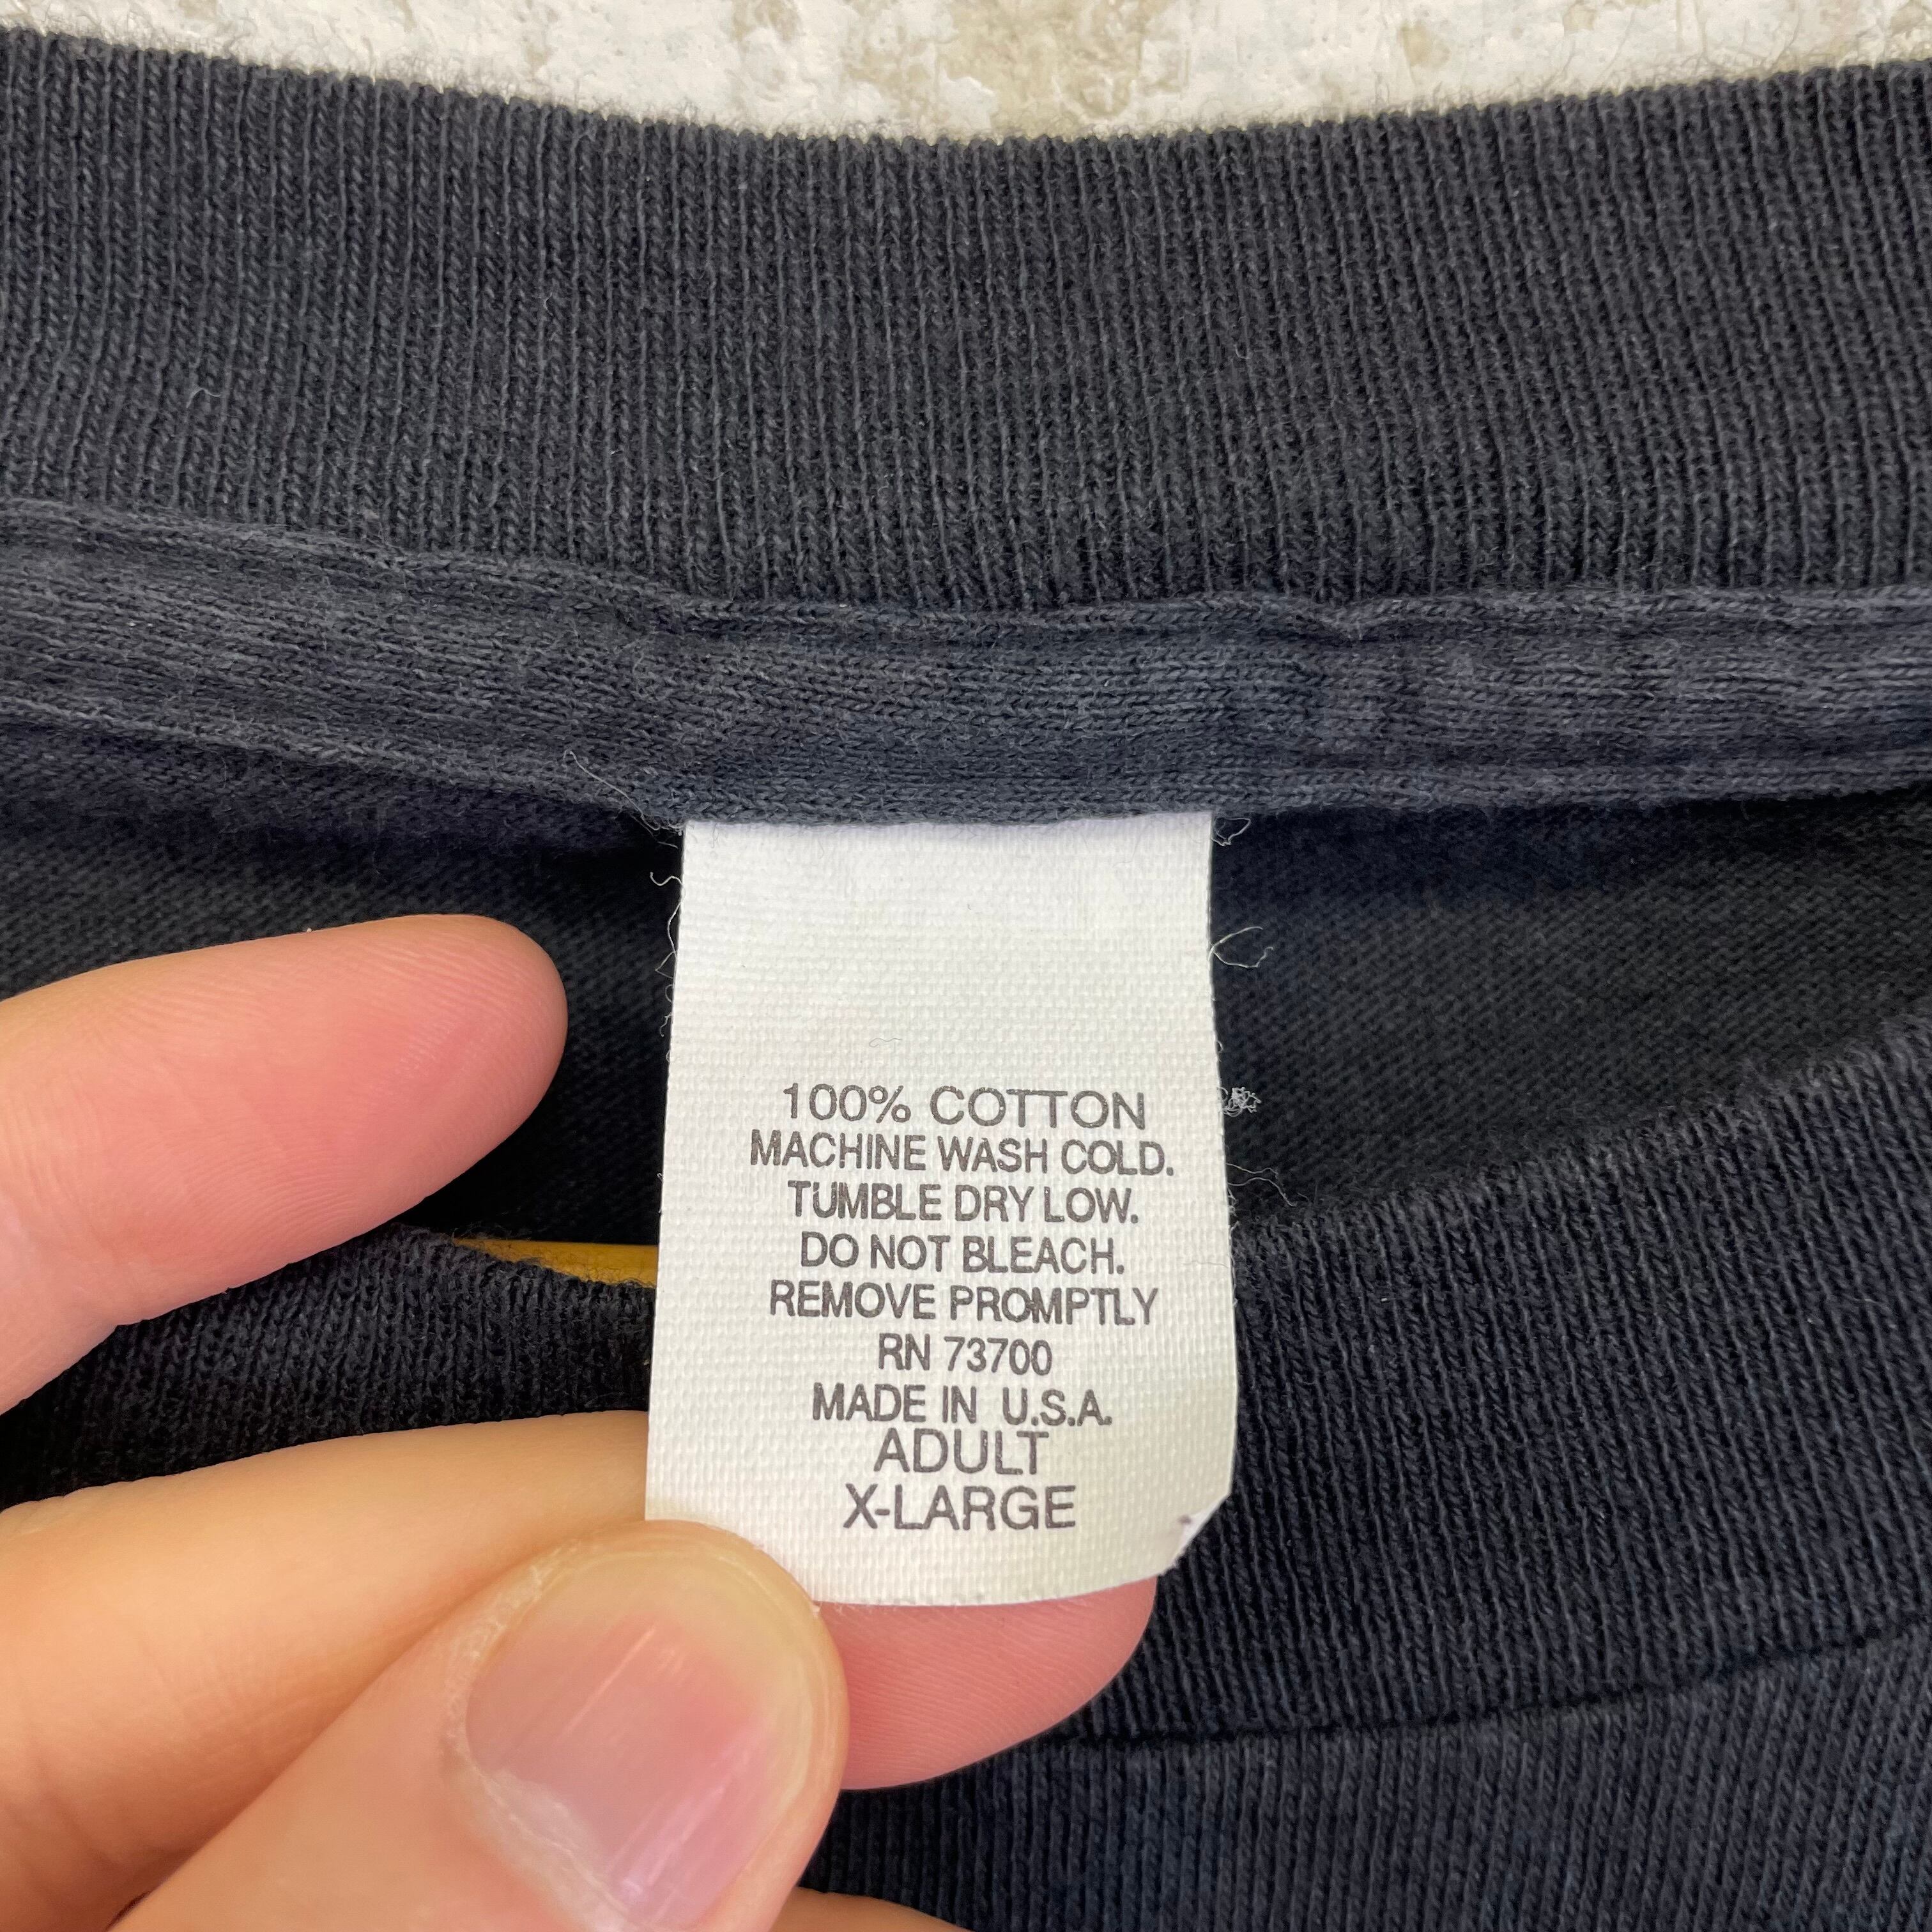 100% COTTON
MACHINE WASH COLD.
TUMBLE DRY LOW.
DO NOT BLEACH.
REMOVE PROMPTLY
RN 73700
MADE IN U.S.A.
ADULT
X-LARGE